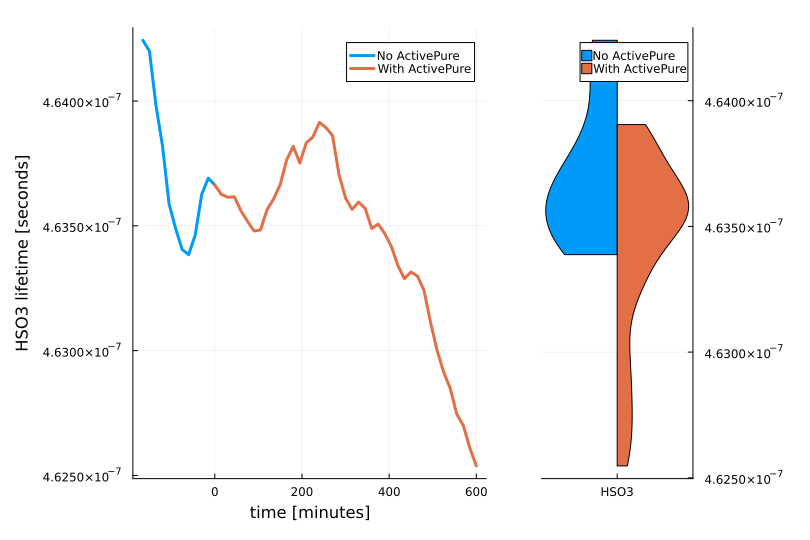 HSO3 lifetime [seconds]
4.6400×10⁻⁷
4.6350×10⁻⁷
4.6300×10⁻⁷
4.6250×10⁻⁷
No ActivePure
With ActivePure
0 200 400 600
time [minutes]
No ActivePure
With ActivePure
4.6400×10⁻⁷
4.6350×10⁻⁷
4.6300×10⁻⁷
4.6250×10⁻⁷
HSO3